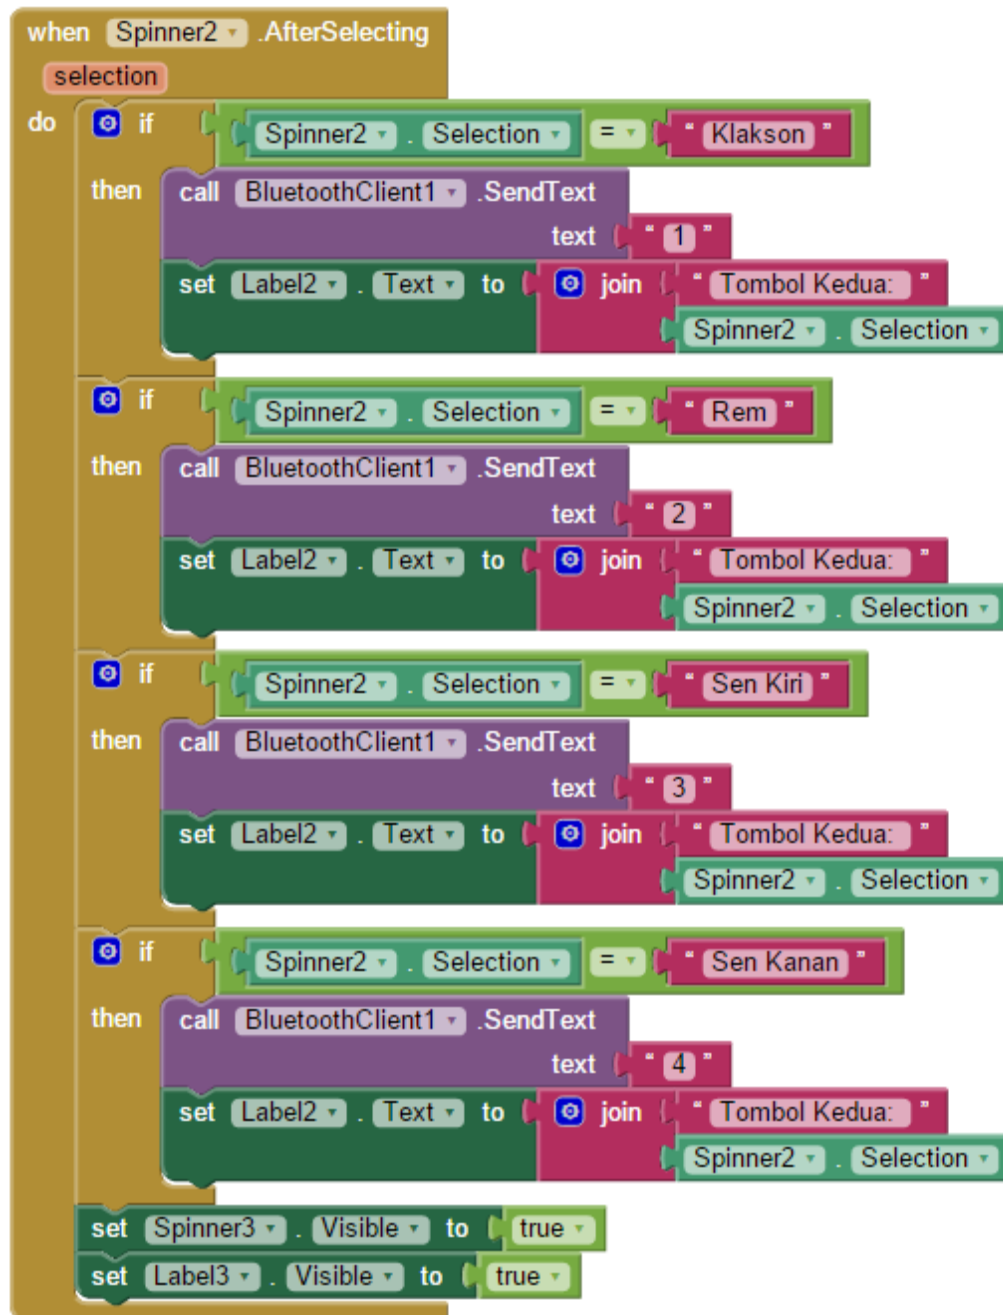 when Spinner2 .AfterSelecting
selection
do if Spinner2 . Selection = " Klakson "
then call BluetoothClient1 .SendText
text " 1 "
set Label2 . Text to join " Tombol Kedua: "
Spinner2 . Selection
if Spinner2 . Selection = " Rem "
then call BluetoothClient1 .SendText
text " 2 "
set Label2 . Text to join " Tombol Kedua: "
Spinner2 . Selection
if Spinner2 . Selection = " Sen Kiri "
then call BluetoothClient1 .SendText
text " 3 "
set Label2 . Text to join " Tombol Kedua: "
Spinner2 . Selection
if Spinner2 . Selection = " Sen Kanan "
then call BluetoothClient1 .SendText
text " 4 "
set Label2 . Text to join " Tombol Kedua: "
Spinner2 . Selection
set Spinner3 . Visible to true
set Label3 . Visible to true